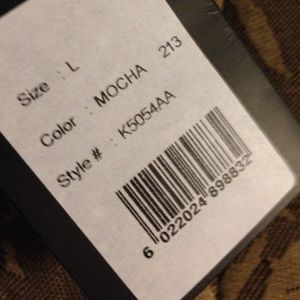 Size : L
Color : MOCHA 213
Style # : K5054AA
6 022024 898832